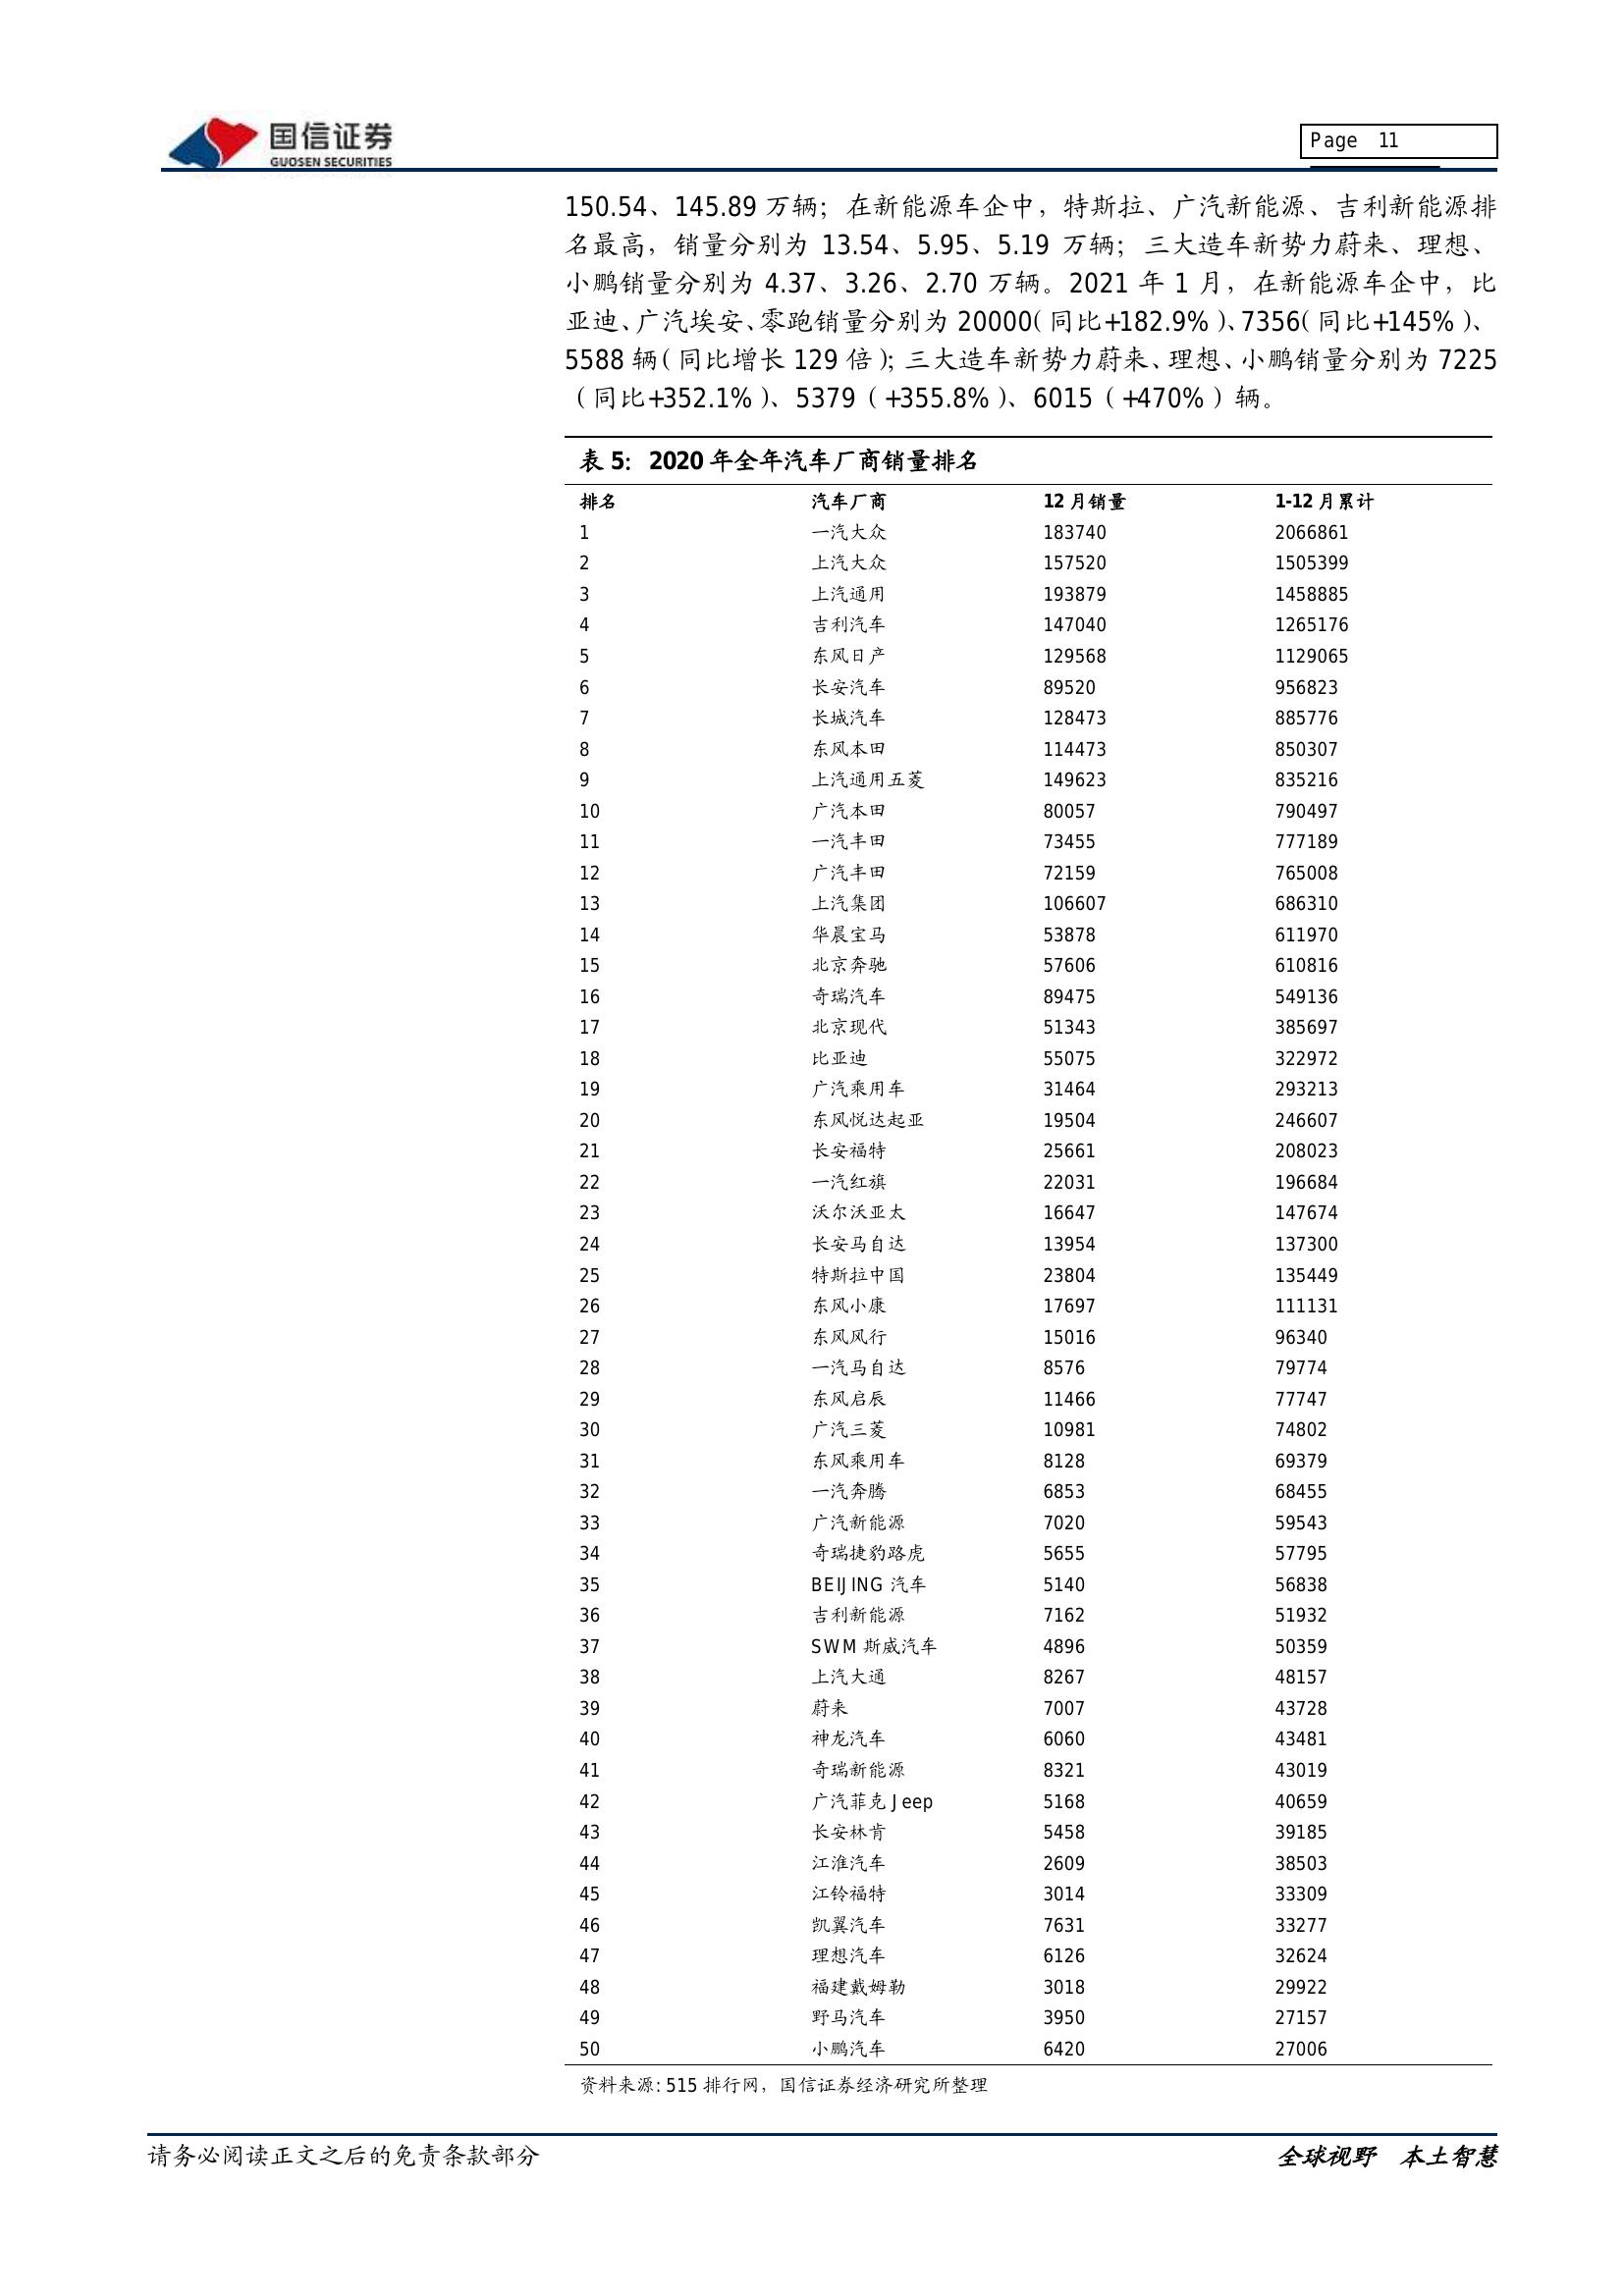 国信证券
GUOSEN SECURITIES
Page 11
150.54、145.89 万辆；在新能源车企中，特斯拉、广汽新能源、吉利新能源排
名最高，销量分别为 13.54、5.95、5.19 万辆；三大造车新势力蔚来、理想、
小鹏销量分别为 4.37、3.26、2.70 万辆。2021 年 1 月，在新能源车企中，比
亚迪、广汽埃安、零跑销量分别为 20000（同比+182.9%）、7356（同比+145%）、
5588 辆（同比增长 129 倍）；三大造车新势力蔚来、理想、小鹏销量分别为 7225
（同比+352.1%）、5379（+355.8%）、6015（+470%）辆。
表 5：2020 年全年汽车厂商销量排名
排名 汽车厂商 12 月销量 1-12 月累计
1 一汽大众 183740 2066861
2 上汽大众 157520 1505399
3 上汽通用 193879 1458885
4 吉利汽车 147040 1265176
5 东风日产 129568 1129065
6 长安汽车 89520 956823
7 长城汽车 128473 885776
8 东风本田 114473 850307
9 上汽通用五菱 149623 835216
10 广汽本田 80057 790497
11 一汽丰田 73455 777189
12 广汽丰田 72159 765008
13 上汽集团 106607 686310
14 华晨宝马 53878 611970
15 北京奔驰 57606 610816
16 奇瑞汽车 89475 549136
17 北京现代 51343 385697
18 比亚迪 55075 322972
19 广汽乘用车 31464 293213
20 东风悦达起亚 19504 246607
21 长安福特 25661 208023
22 一汽红旗 22031 196684
23 沃尔沃亚太 16647 147674
24 长安马自达 13954 137300
25 特斯拉中国 23804 135449
26 东风小康 17697 111131
27 东风风行 15016 96340
28 一汽马自达 8576 79774
29 东风启辰 11466 77747
30 广汽三菱 10981 74802
31 东风乘用车 8128 69379
32 一汽奔腾 6853 68455
33 广汽新能源 7020 59543
34 奇瑞捷豹路虎 5655 57795
35 BEIJING 汽车 5140 56838
36 吉利新能源 7162 51932
37 SWM 斯威汽车 4896 50359
38 上汽大通 8267 48157
39 蔚来 7007 43728
40 神龙汽车 6060 43481
41 奇瑞新能源 8321 43019
42 广汽菲克 Jeep 5168 40659
43 长安林肯 5458 39185
44 江淮汽车 2609 38503
45 江铃福特 3014 33309
46 凯翼汽车 7631 33277
47 理想汽车 6126 32624
48 福建戴姆勒 3018 29922
49 野马汽车 3950 27157
50 小鹏汽车 6420 27006
资料来源：515 排行网，国信证券经济研究所整理
请务必阅读正文之后的免责条款部分
全球视野 本土智慧